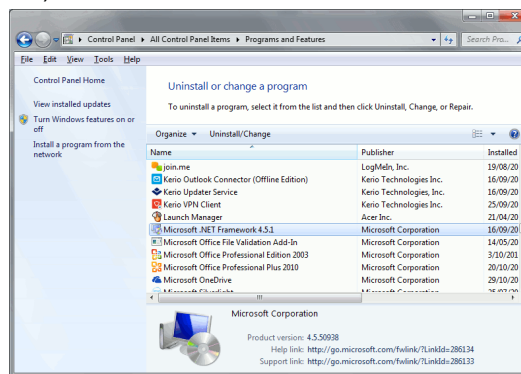 Control Panel ▸ All Control Panel Items ▸ Programs and Features
Search Pro...
File Edit View Tools Help
Control Panel Home
View installed updates
Turn Windows features on or
off
Install a program from the
network
Uninstall or change a program
To uninstall a program, select it from the list and then click Uninstall, Change, or Repair.
Organize Uninstall/Change
Name Publisher Installed
join.me LogMeIn, Inc. 19/08/20
Kerio Outlook Connector (Offline Edition) Kerio Technologies Inc. 16/09/20
Kerio Updater Service Kerio Technologies, Inc. 16/09/20
Kerio VPN Client Kerio Technologies Inc. 25/09/20
Launch Manager Acer Inc. 21/04/20
Microsoft .NET Framework 4.5.1 Microsoft Corporation 16/09/20
Microsoft Office File Validation Add-In Microsoft Corporation 14/05/20
Microsoft Office Professional Edition 2003 Microsoft Corporation 3/10/201
Microsoft Office Professional Plus 2010 Microsoft Corporation 29/10/20
Microsoft OneDrive Microsoft Corporation 29/10/20
Microsoft Silverlight Microsoft Corporation 25/07/20
Microsoft Corporation
Product version: 4.5.50938
Help link: http://go.microsoft.com/fwlink/?LinkId=286134
Support link: http://go.microsoft.com/fwlink/?LinkId=286133